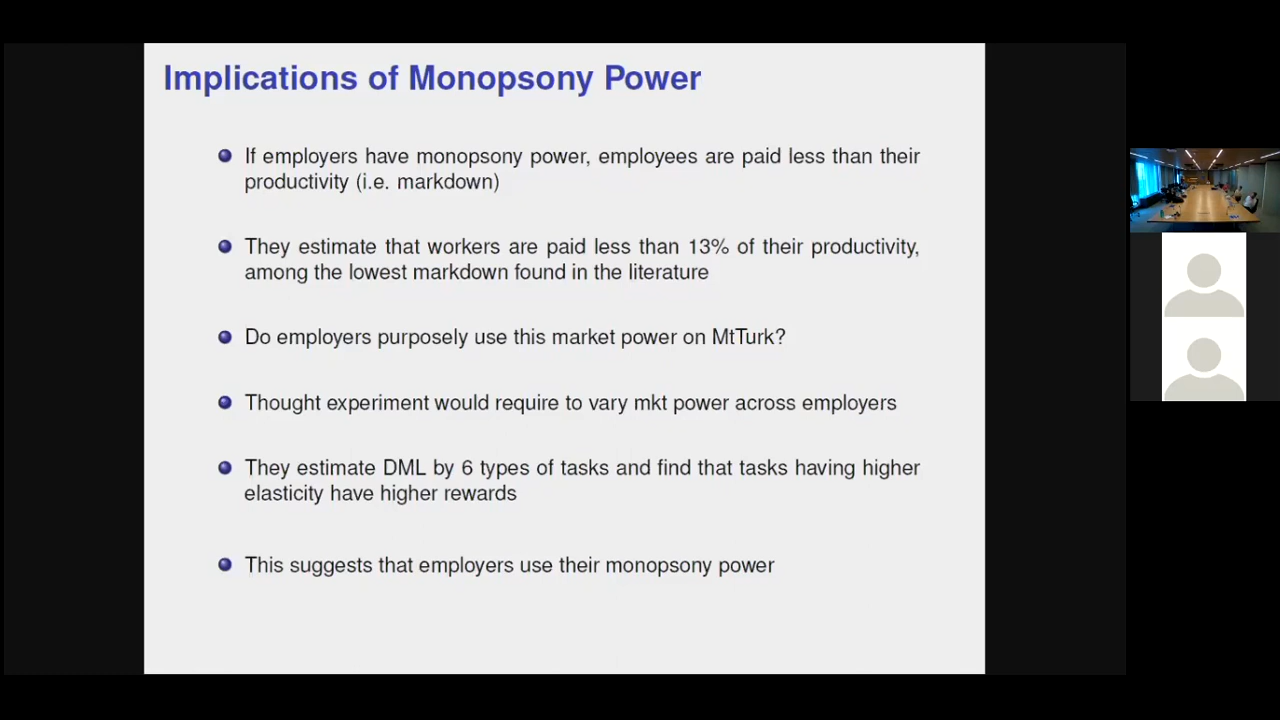 Implications of Monopsony Power
If employers have monopsony power, employees are paid less than their
productivity (i.e. markdown)
They estimate that workers are paid less than 13% of their productivity,
among the lowest markdown found in the literature
Do employers purposely use this market power on MtTurk?
Thought experiment would require to vary mkt power across employers
They estimate DML by 6 types of tasks and find that tasks having higher
elasticity have higher rewards
This suggests that employers use their monopsony power